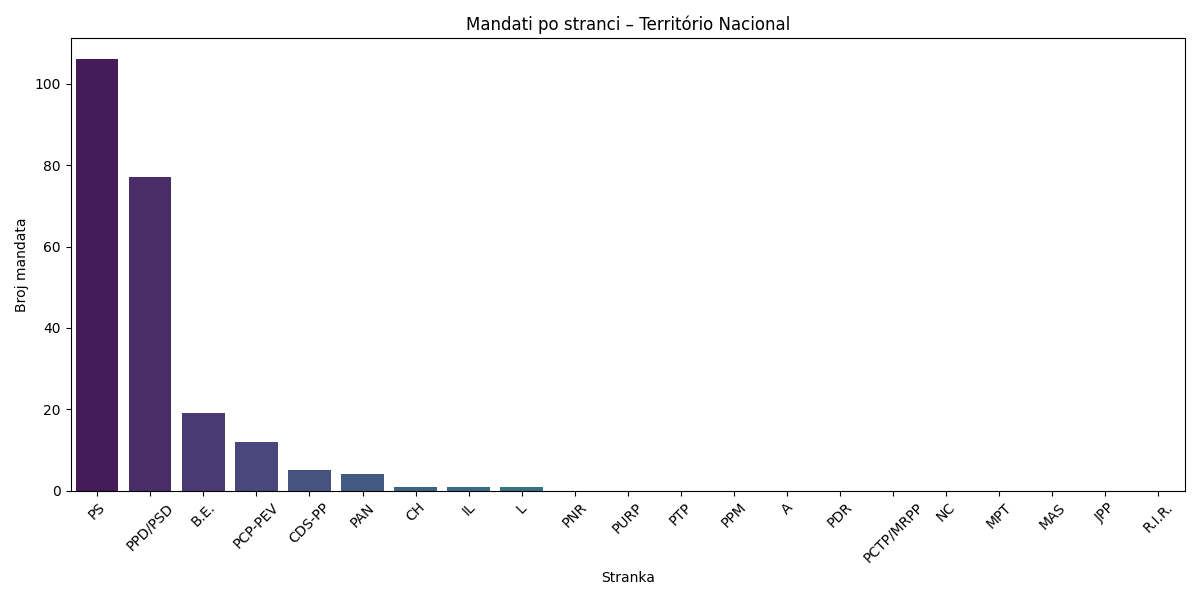 Mandati po stranci – Território Nacional
Broj mandata
100
80
60
40
20
0
PS
PPD/PSD
B.E.
PCP-PEV
CDS-PP
PAN
CH
IL
L
PNR
PURP
PTP
PPM
A
PDR
PCTP/MRPP
NC
MPT
MAS
JPP
R.I.R.
Stranka